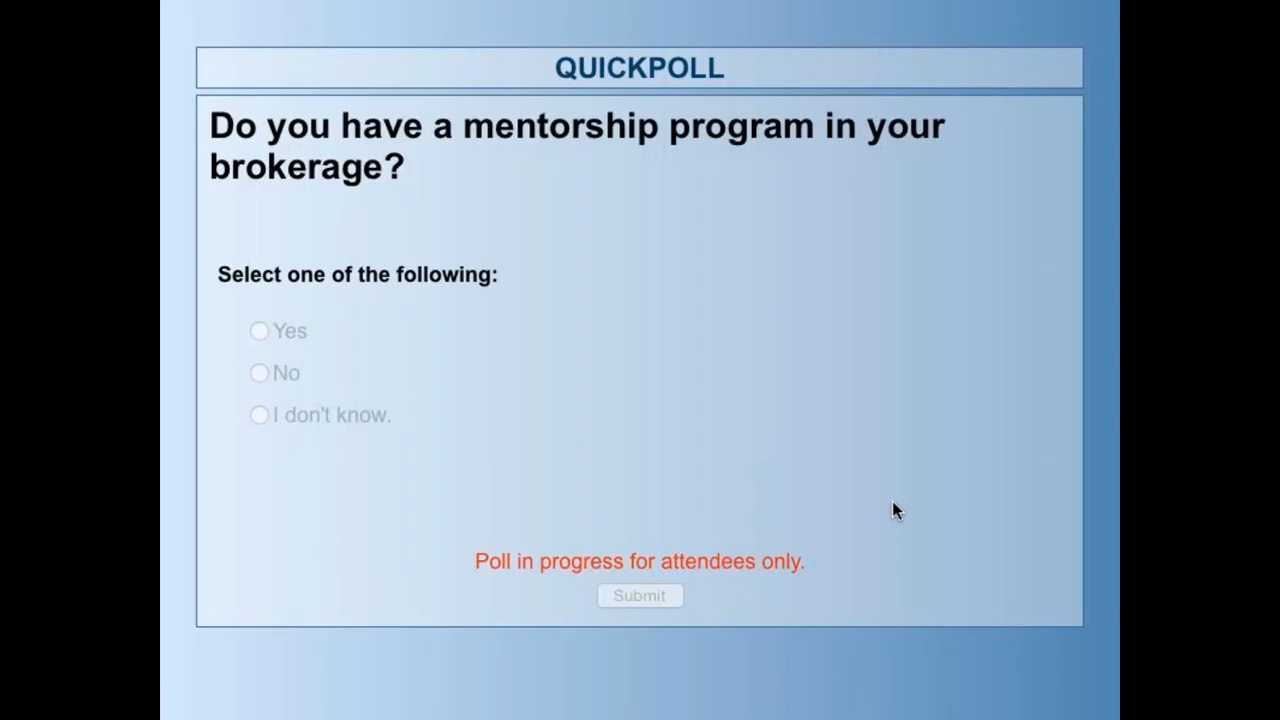 QUICKPOLL
Do you have a mentorship program in your
brokerage?
Select one of the following:
Yes
No
I don't know.
Poll in progress for attendees only.
Submit